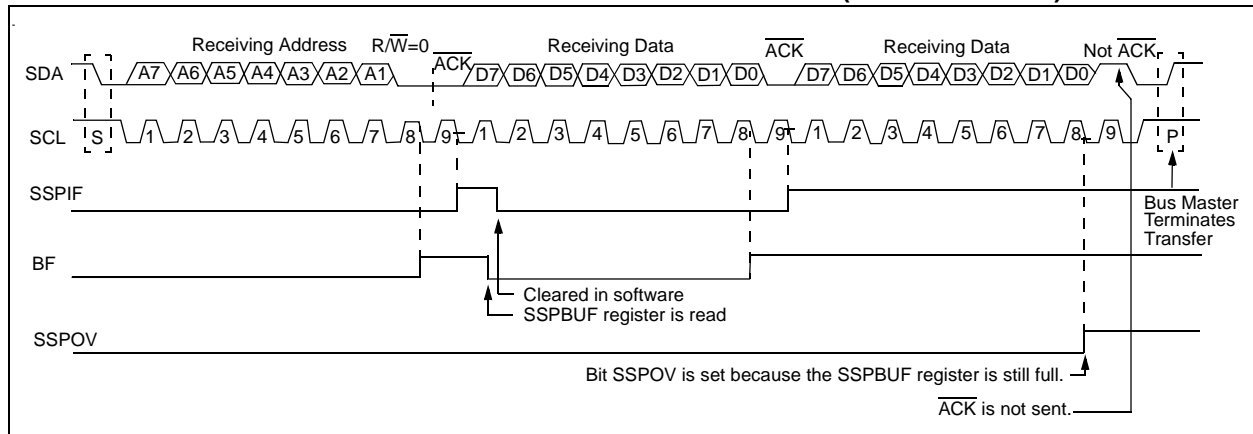 Receiving Address R/W̅=0 A̅C̅K̅ Receiving Data A̅C̅K̅ Receiving Data Not A̅C̅K̅
SDA A7 A6 A5 A4 A3 A2 A1 D7 D6 D5 D4 D3 D2 D1 D0 D7 D6 D5 D4 D3 D2 D1 D0
SCL S 1 2 3 4 5 6 7 8 9 1 2 3 4 5 6 7 8 9 1 2 3 4 5 6 7 8 9 P
SSPIF
Bus Master
Terminates
Transfer
BF
Cleared in software
SSPBUF register is read
SSPOV
Bit SSPOV is set because the SSPBUF register is still full.
A̅C̅K̅ is not sent.